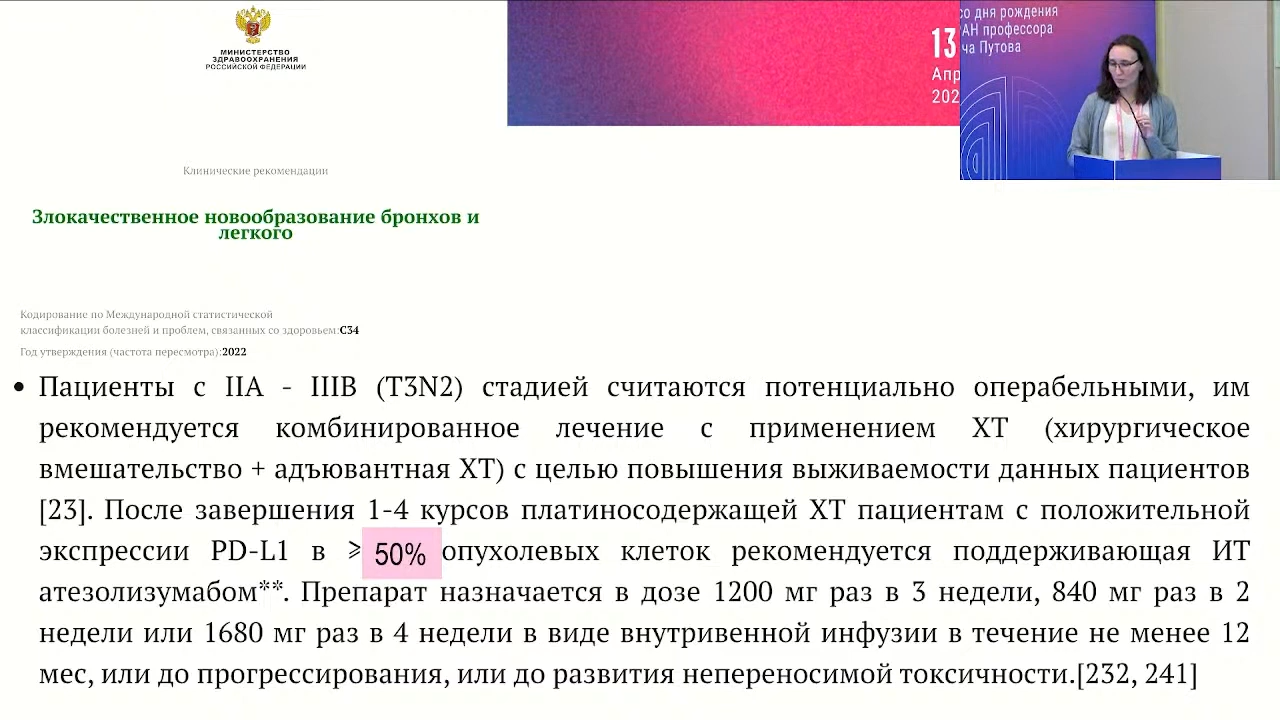 МИНИСТЕРСТВО
ЗДРАВООХРАНЕНИЯ
РОССИЙСКОЙ ФЕДЕРАЦИИ
13
Апр
202
со дня рождения
АН профессора
ча Путова
Клинические рекомендации
Злокачественное новообразование бронхов и
легкого
Кодирование по Международной статистической
классификации болезней и проблем, связанных со здоровьем:C34
Год утверждения (частота пересмотра):2022
• Пациенты с IIA - IIIB (T3N2) стадией считаются потенциально операбельными, им
рекомендуется комбинированное лечение с применением ХТ (хирургическое
вмешательство + адъювантная ХТ) с целью повышения выживаемости данных пациентов
[23]. После завершения 1-4 курсов платиносодержащей ХТ пациентам с положительной
экспрессии PD-L1 в ≥ 50% опухолевых клеток рекомендуется поддерживающая ИТ
атезолизумабом**. Препарат назначается в дозе 1200 мг раз в 3 недели, 840 мг раз в 2
недели или 1680 мг раз в 4 недели в виде внутривенной инфузии в течение не менее 12
мес, или до прогрессирования, или до развития непереносимой токсичности.[232, 241]